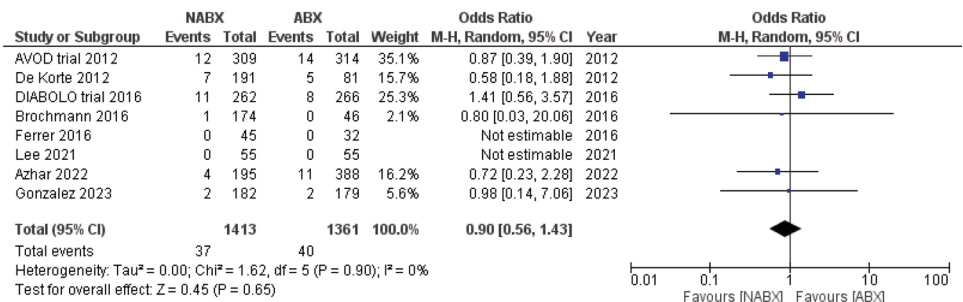 NABX ABX Odds Ratio Odds Ratio
Study or Subgroup Events Total Events Total Weight M-H, Random, 95% CI Year M-H, Random, 95% CI
AVOD trial 2012 12 309 14 314 35.1% 0.87 [0.39, 1.90] 2012
De Korte 2012 7 191 5 81 15.7% 0.58 [0.18, 1.88] 2012
DIABOLO trial 2016 11 262 8 266 25.3% 1.41 [0.56, 3.57] 2016
Brochmann 2016 1 174 0 46 2.1% 0.80 [0.03, 20.06] 2016
Ferrer 2016 0 45 0 32 Not estimable 2016
Lee 2021 0 55 0 55 Not estimable 2021
Azhar 2022 4 195 11 388 16.2% 0.72 [0.23, 2.28] 2022
Gonzalez 2023 2 182 2 179 5.6% 0.98 [0.14, 7.06] 2023
Total (95% CI) 1413 1361 100.0% 0.90 [0.56, 1.43]
Total events 37 40
Heterogeneity: Tau² = 0.00; Chi² = 1.62, df = 5 (P = 0.90); I² = 0%
Test for overall effect: Z = 0.45 (P = 0.65)
0.01 0.1 1 10 100
Favours [NABX] Favours [ABX]